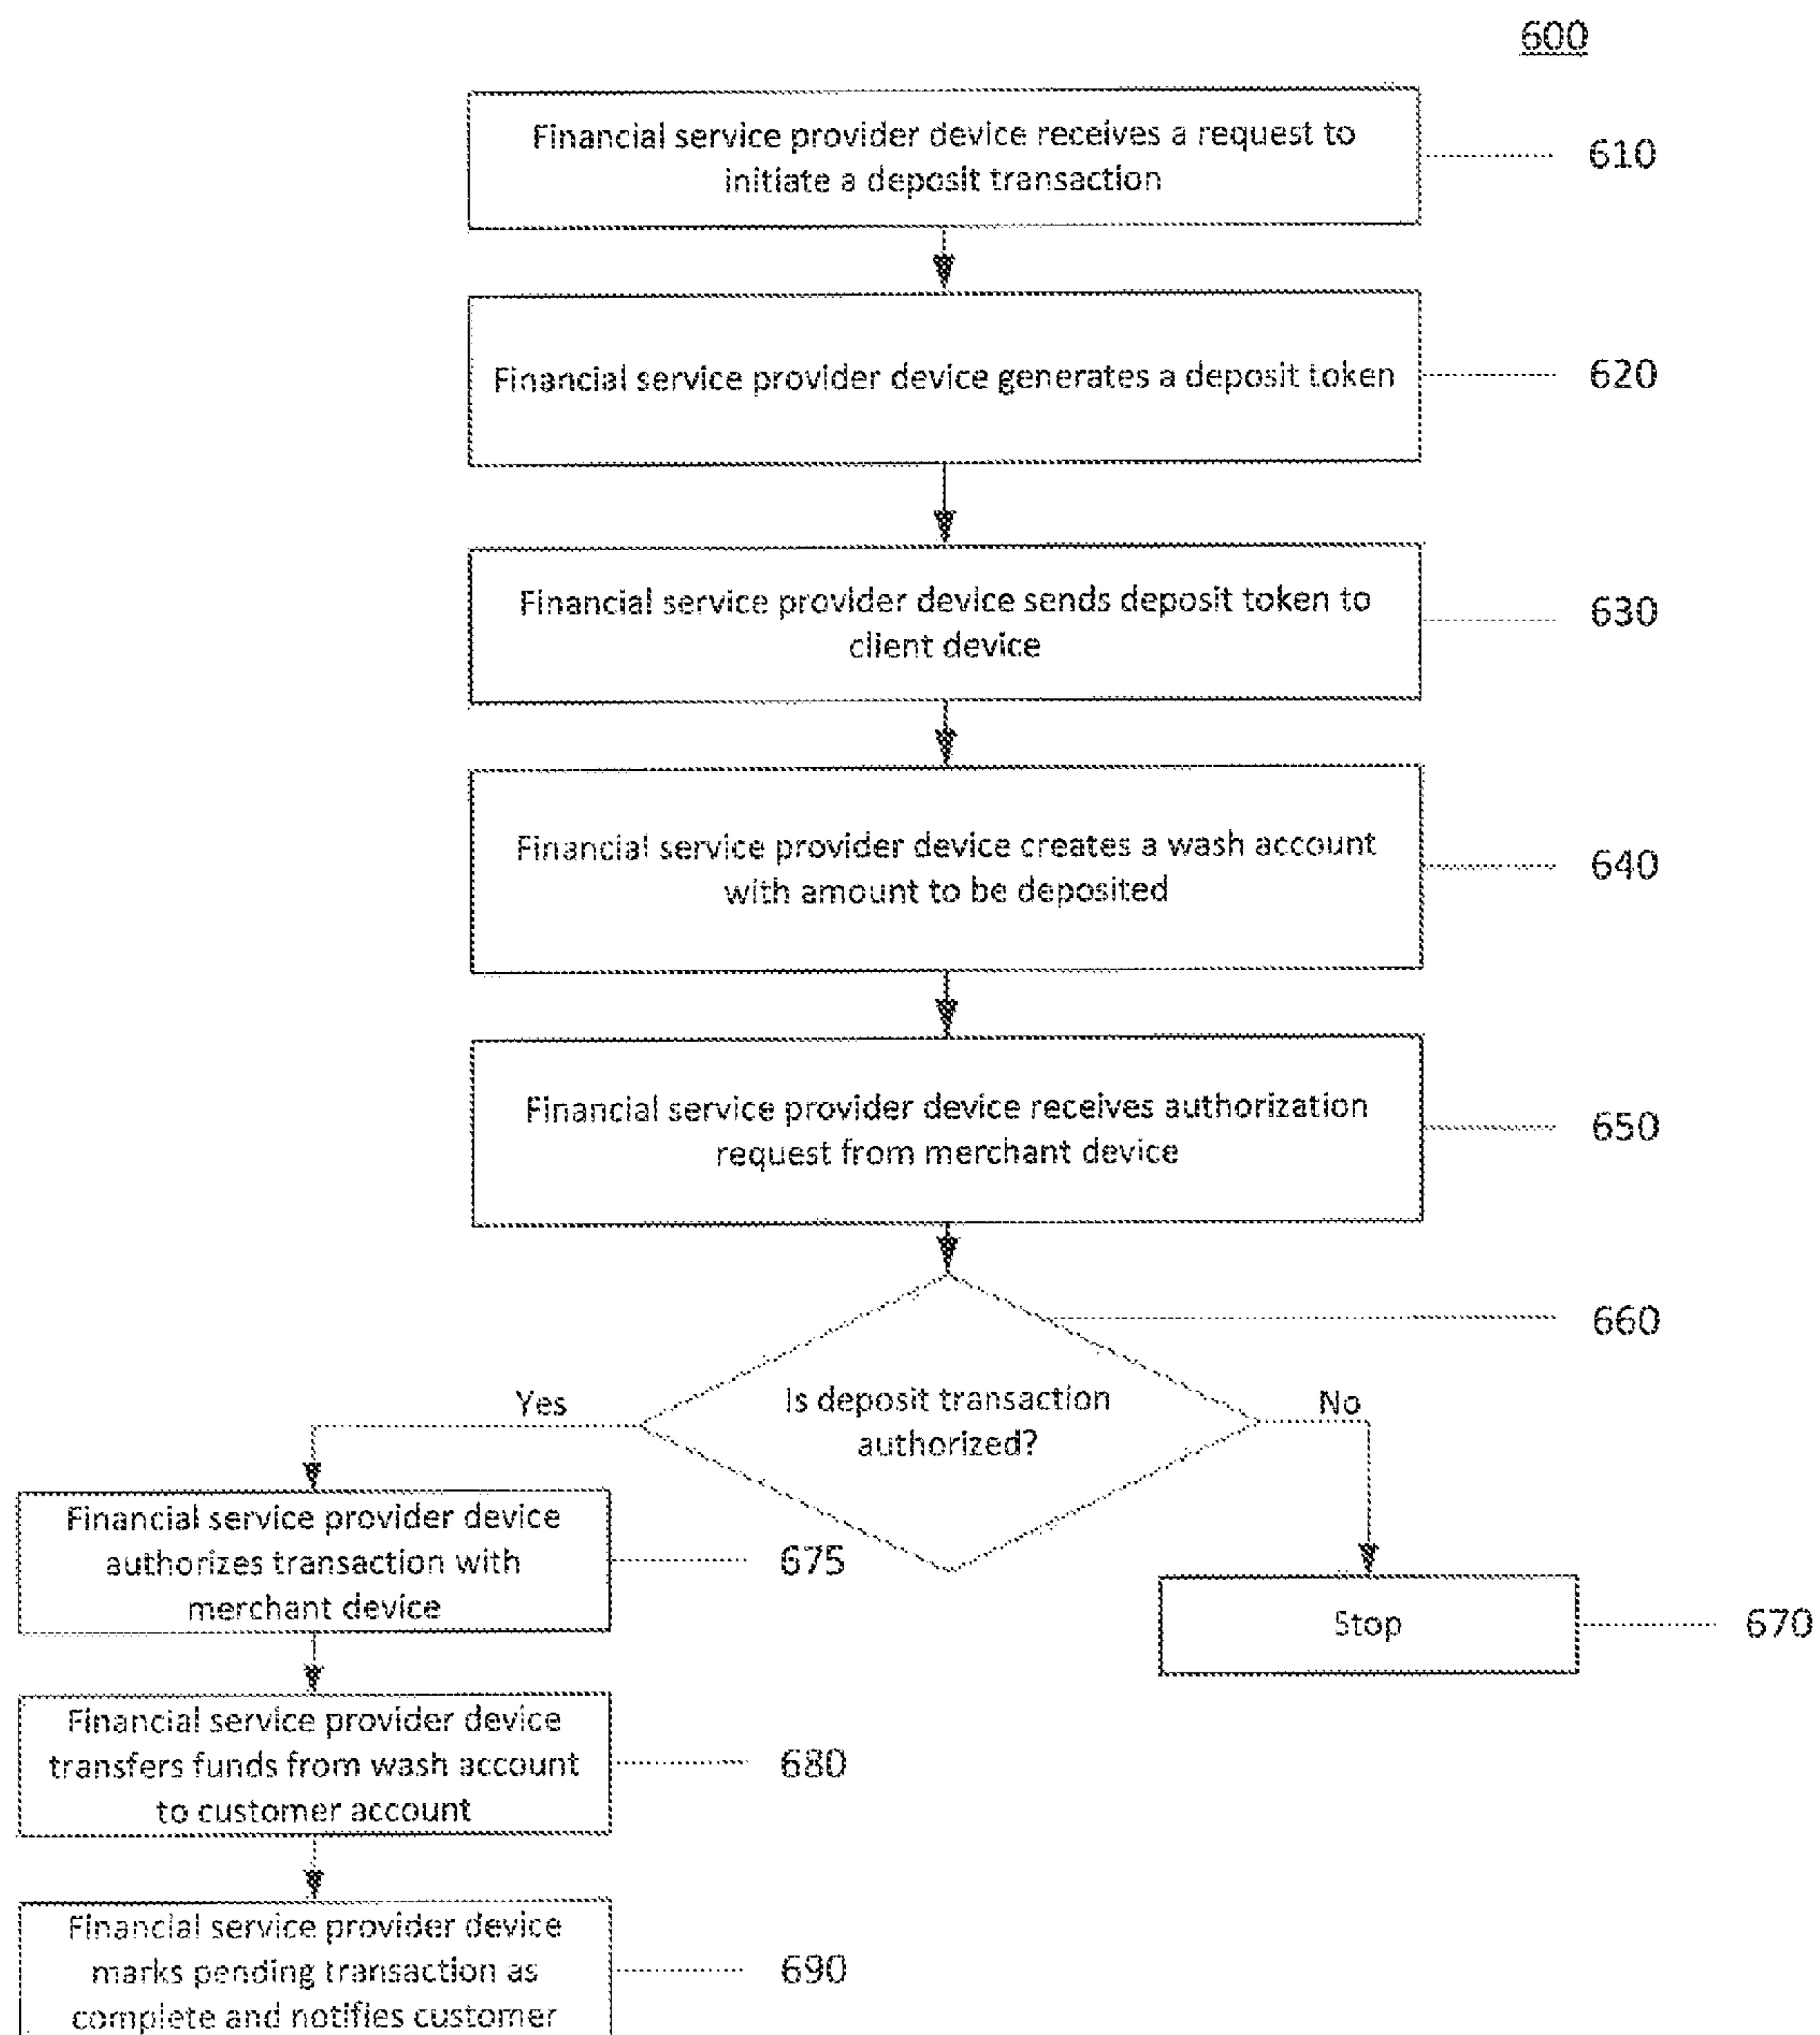 600
Financial service provider device receives a request to
initiate a deposit transaction
610
Financial service provider device generates a deposit token
620
Financial service provider device sends deposit token to
client device
630
Financial service provider device creates a wash account
with amount to be deposited
640
Financial service provider device receives authorization
request from merchant device
650
660
Is deposit transaction
authorized?
Yes
No
Financial service provider device
authorizes transaction with
merchant device
675
Stop
670
Financial service provider device
transfers funds from wash account
to customer account
680
Financial service provider device
marks pending transaction as
complete and notifies customer
690